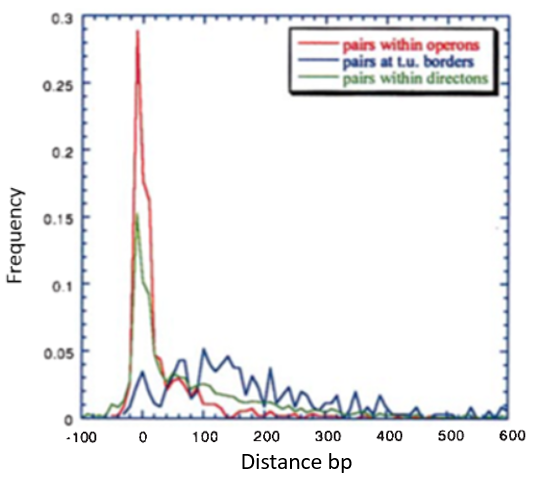 0.3
pairs within operons
pairs at t.u. borders
pairs within directons
0.25
0.2
0.15
0.1
0.05
0
Frequency
-100 0 100 200 300 400 500 600
Distance bp